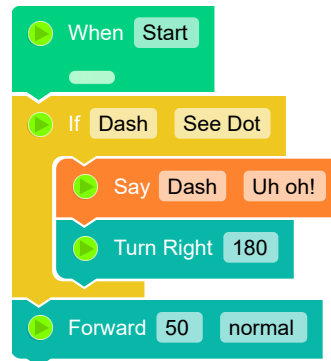 When Start
If Dash See Dot
Say Dash Uh oh!
Turn Right 180
Forward 50 normal